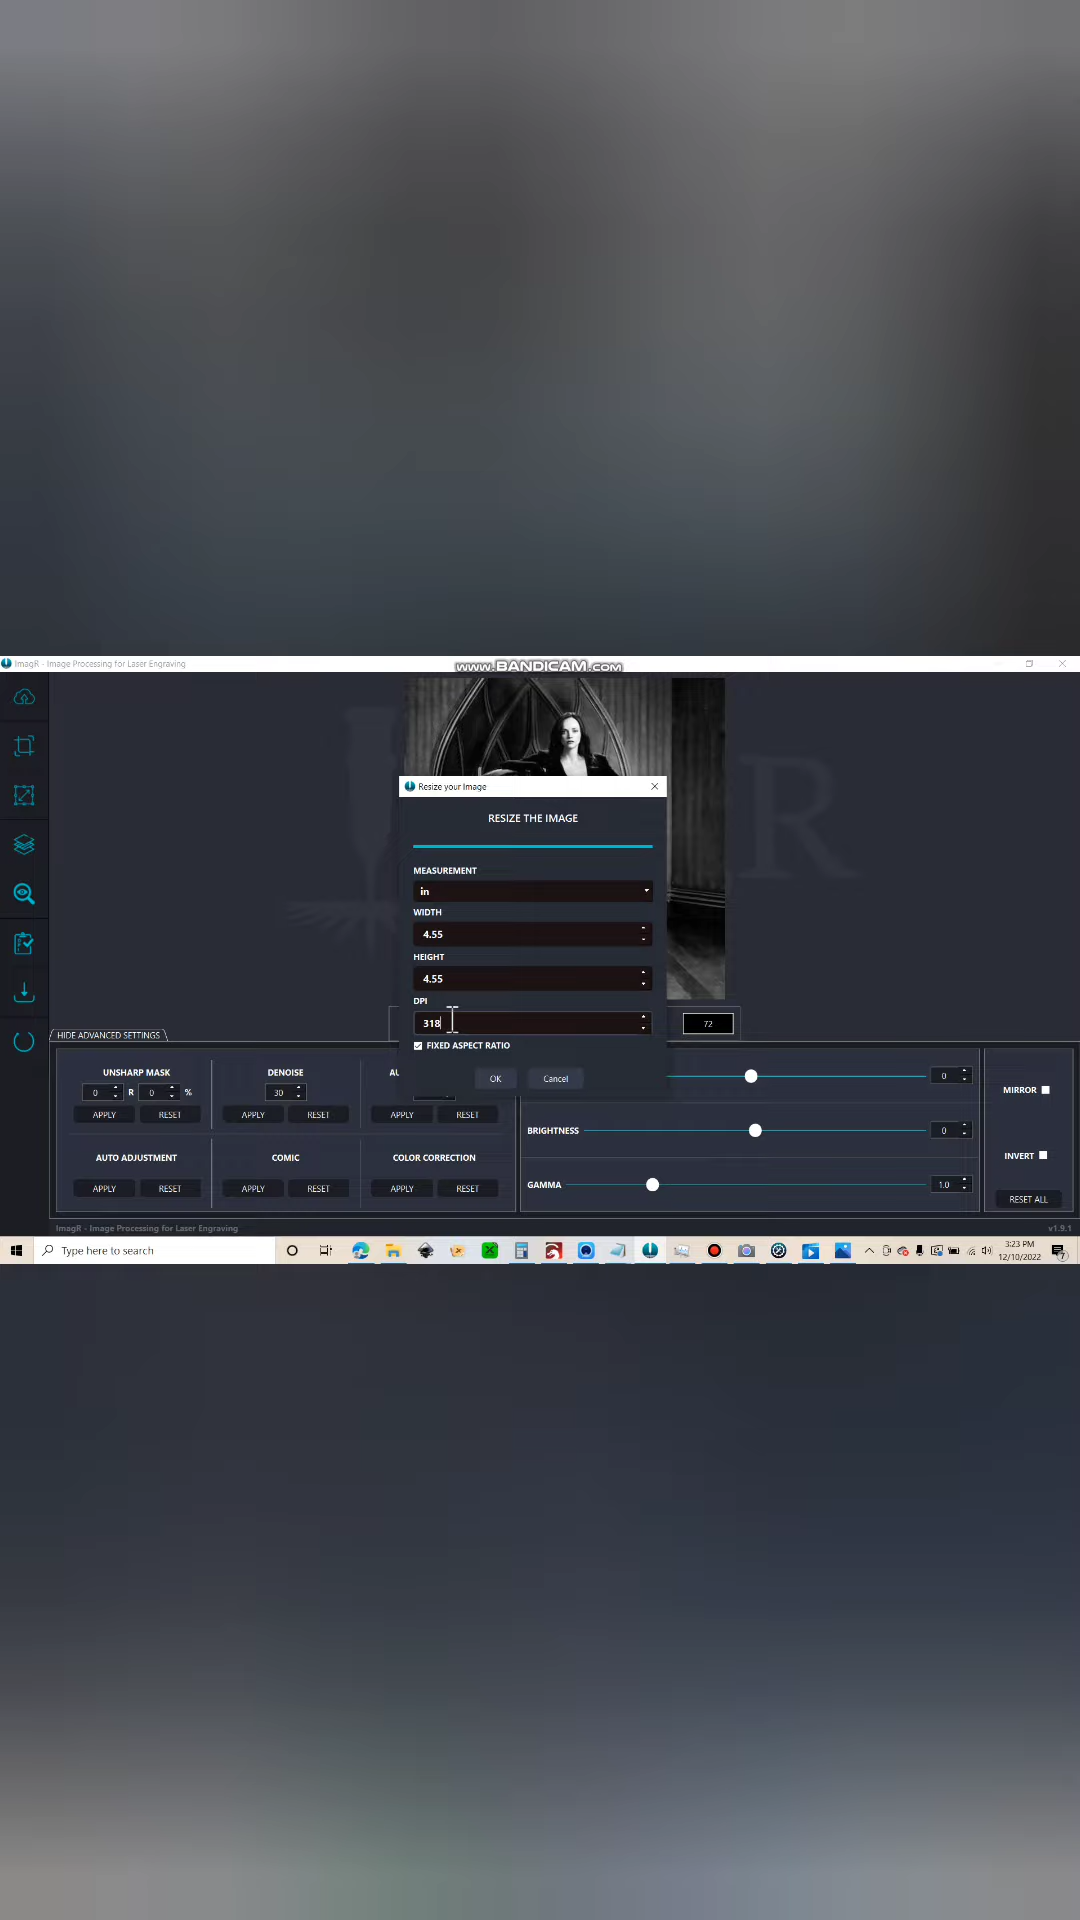 ImagR - Image Processing for Laser Engraving
www.BANDICAM.com
R
Resize your Image
RESIZE THE IMAGE
MEASUREMENT
in
WIDTH
4.55
HEIGHT
4.55
DPI
318
FIXED ASPECT RATIO
OK Cancel
72
HIDE ADVANCED SETTINGS
UNSHARP MASK
0 R 0 %
APPLY RESET
DENOISE
30
APPLY RESET
AU
APPLY RESET
AUTO ADJUSTMENT
APPLY RESET
COMIC
APPLY RESET
COLOR CORRECTION
APPLY RESET
0
BRIGHTNESS 0
GAMMA 1.0
MIRROR
INVERT
RESET ALL
ImagR - Image Processing for Laser Engraving
v1.9.1
Type here to search
3:23 PM
12/10/2022
7